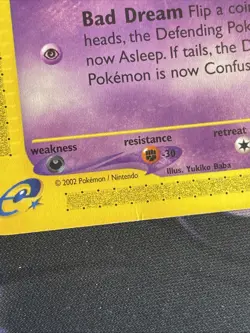 Bad Dream Flip a coi
heads, the Defending Pok
now Asleep. If tails, the D
Pokémon is now Confus
weakness resistance retreat
-30
Illus. Yukiko Baba
© 2002 Pokémon / Nintendo
e